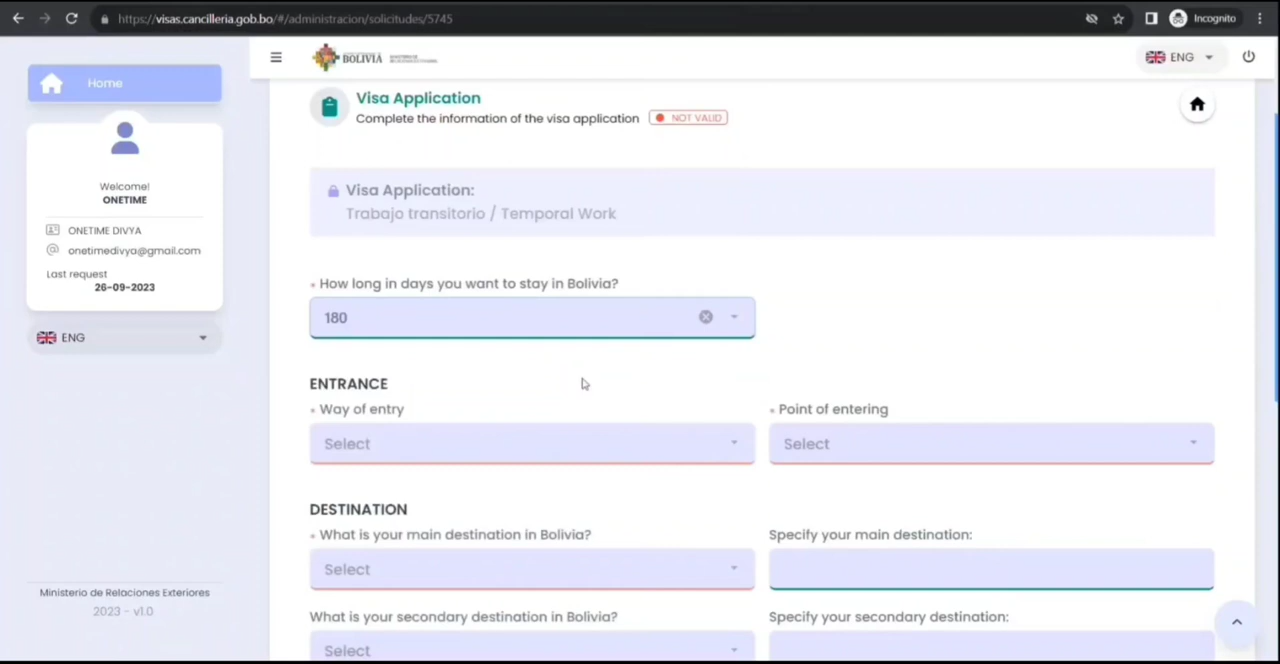 https://visas.cancilleria.gob.bo/#/administracion/solicitudes/5745
Incognito
Home
BOLIVIA
ENG
Welcome!
ONETIME
ONETIME DIVYA
onetimedivya@gmail.com
Last request
26-09-2023
ENG
Ministerio de Relaciones Exteriores
2023 - v1.0
Visa Application
Complete the information of the visa application
NOT VALID
Visa Application:
Trabajo transitorio / Temporal Work
* How long in days you want to stay in Bolivia?
180
ENTRANCE
* Way of entry
* Point of entering
Select
Select
DESTINATION
* What is your main destination in Bolivia?
Specify your main destination:
Select
What is your secondary destination in Bolivia?
Specify your secondary destination:
Select